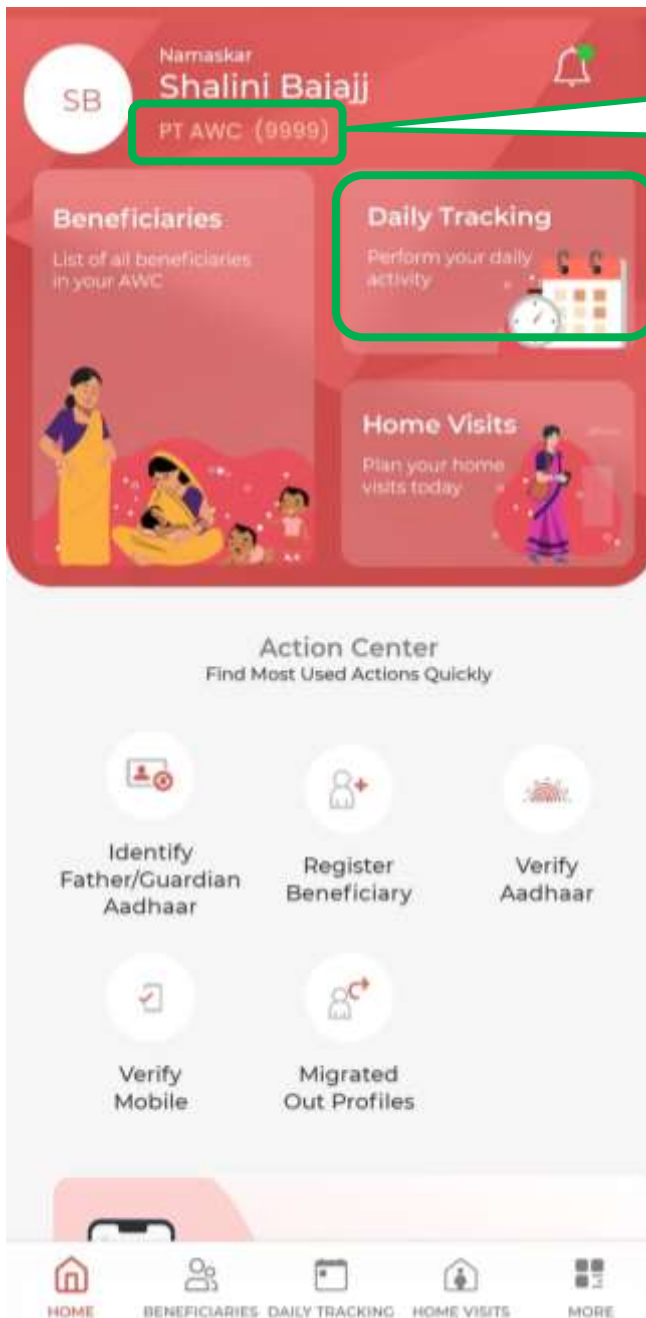 SB
Namaskar
Shalini Bajajj
PT AWC (9999)
Beneficiaries
List of all beneficiaries
in your AWC
Daily Tracking
Perform your daily
activity
Home Visits
Plan your home
visits today
Action Center
Find Most Used Actions Quickly
Identify
Father/Guardian
Aadhaar
Register
Beneficiary
Verify
Aadhaar
Verify
Mobile
Migrated
Out Profiles
HOME
BENEFICIARIES
DAILY TRACKING
HOME VISITS
MORE